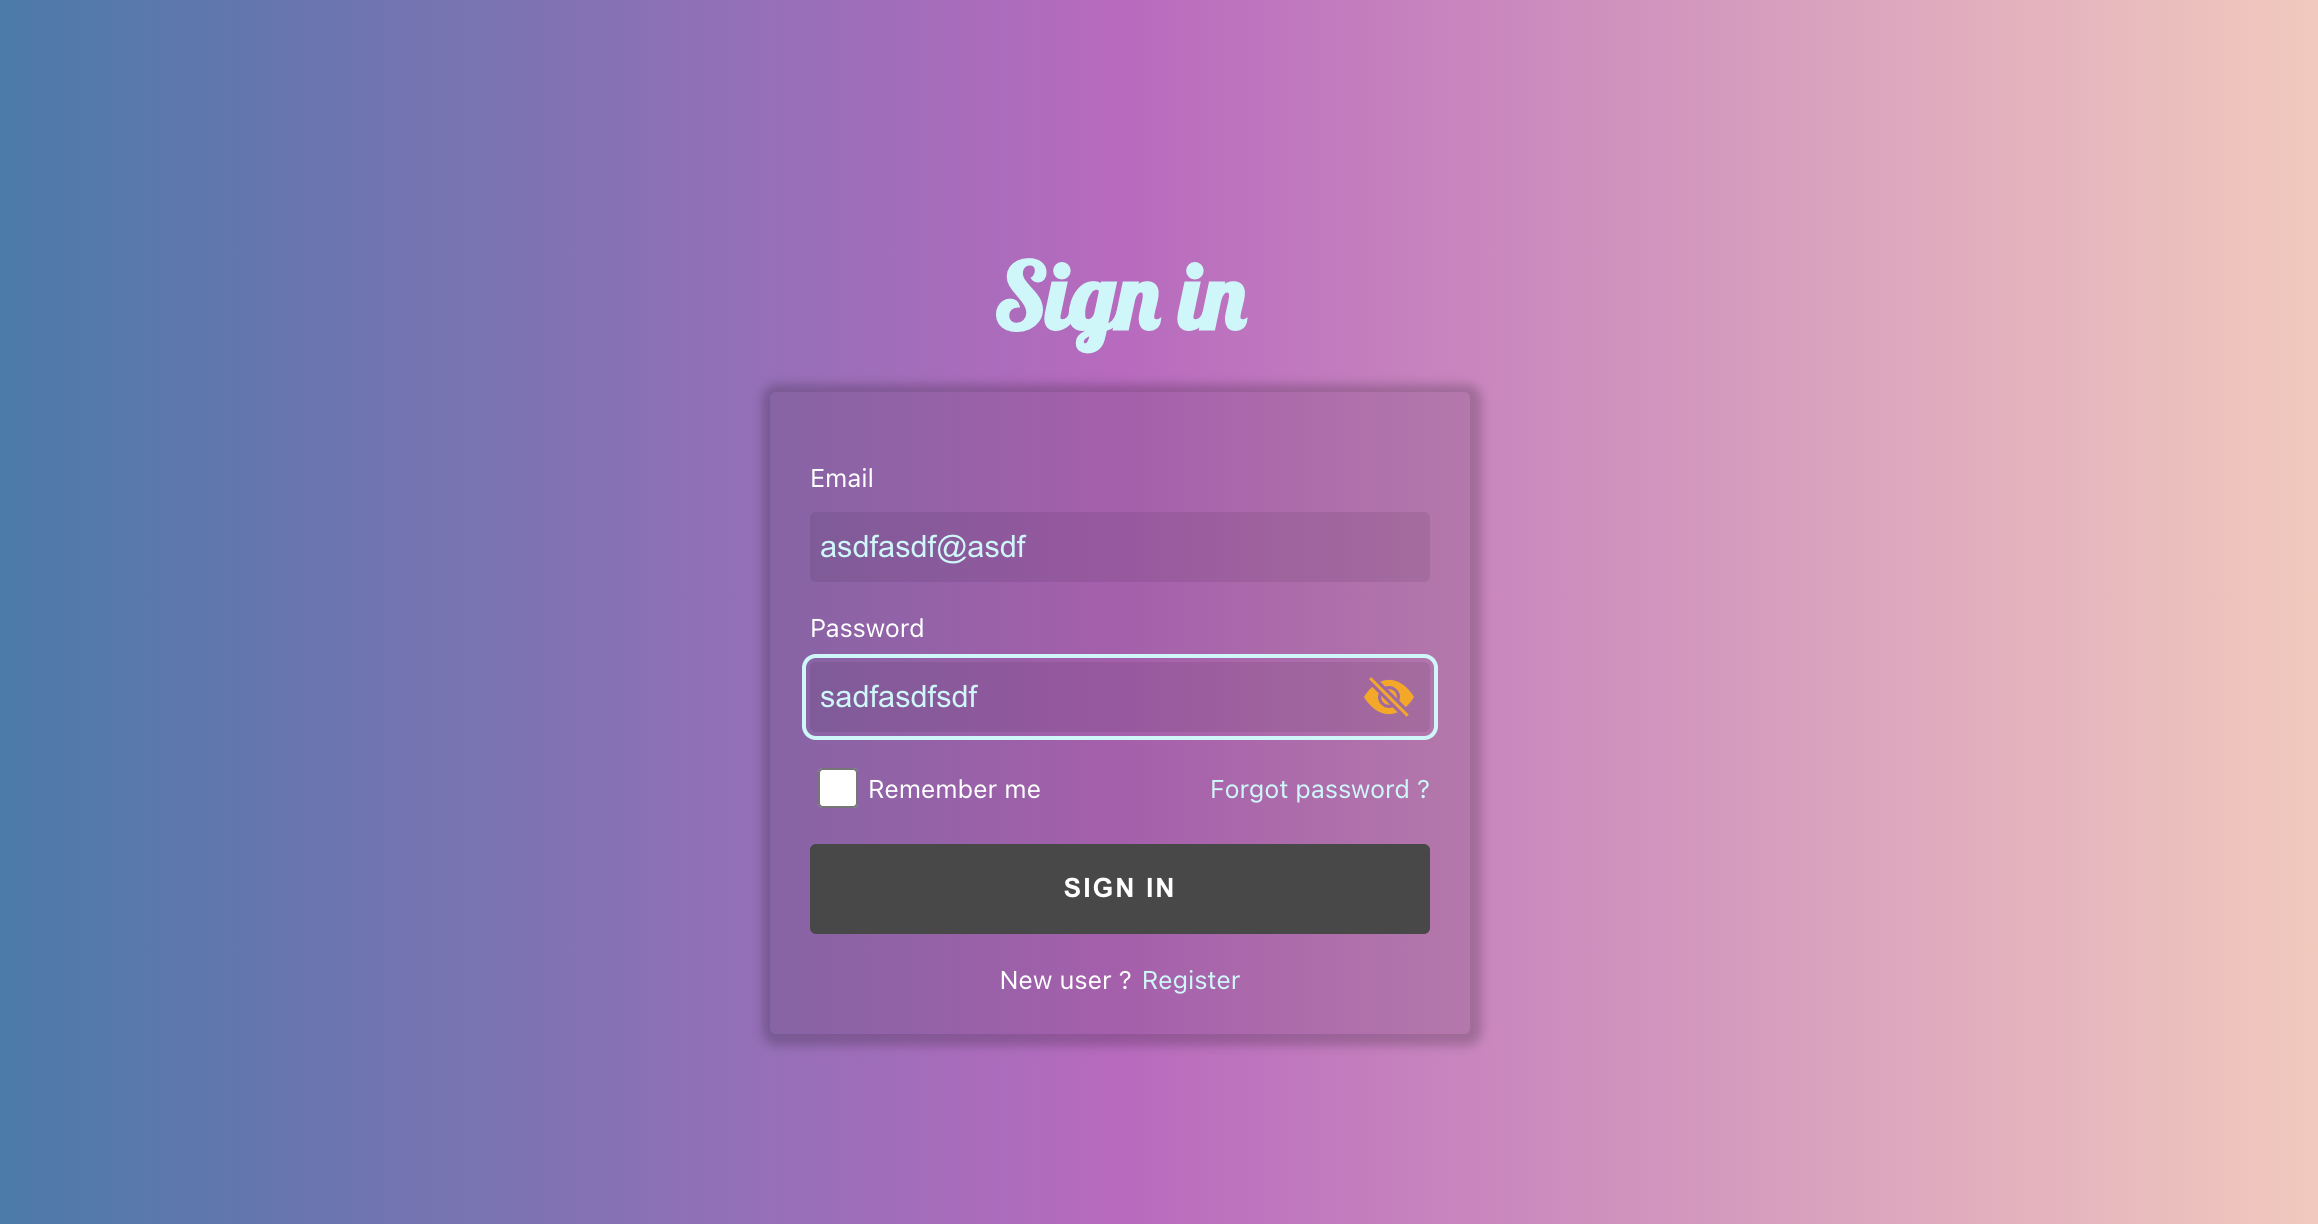 Sign in
Email
asdfasdf@asdf
Password
sadfasdfsdf
Remember me Forgot password ?
SIGN IN
New user ? Register